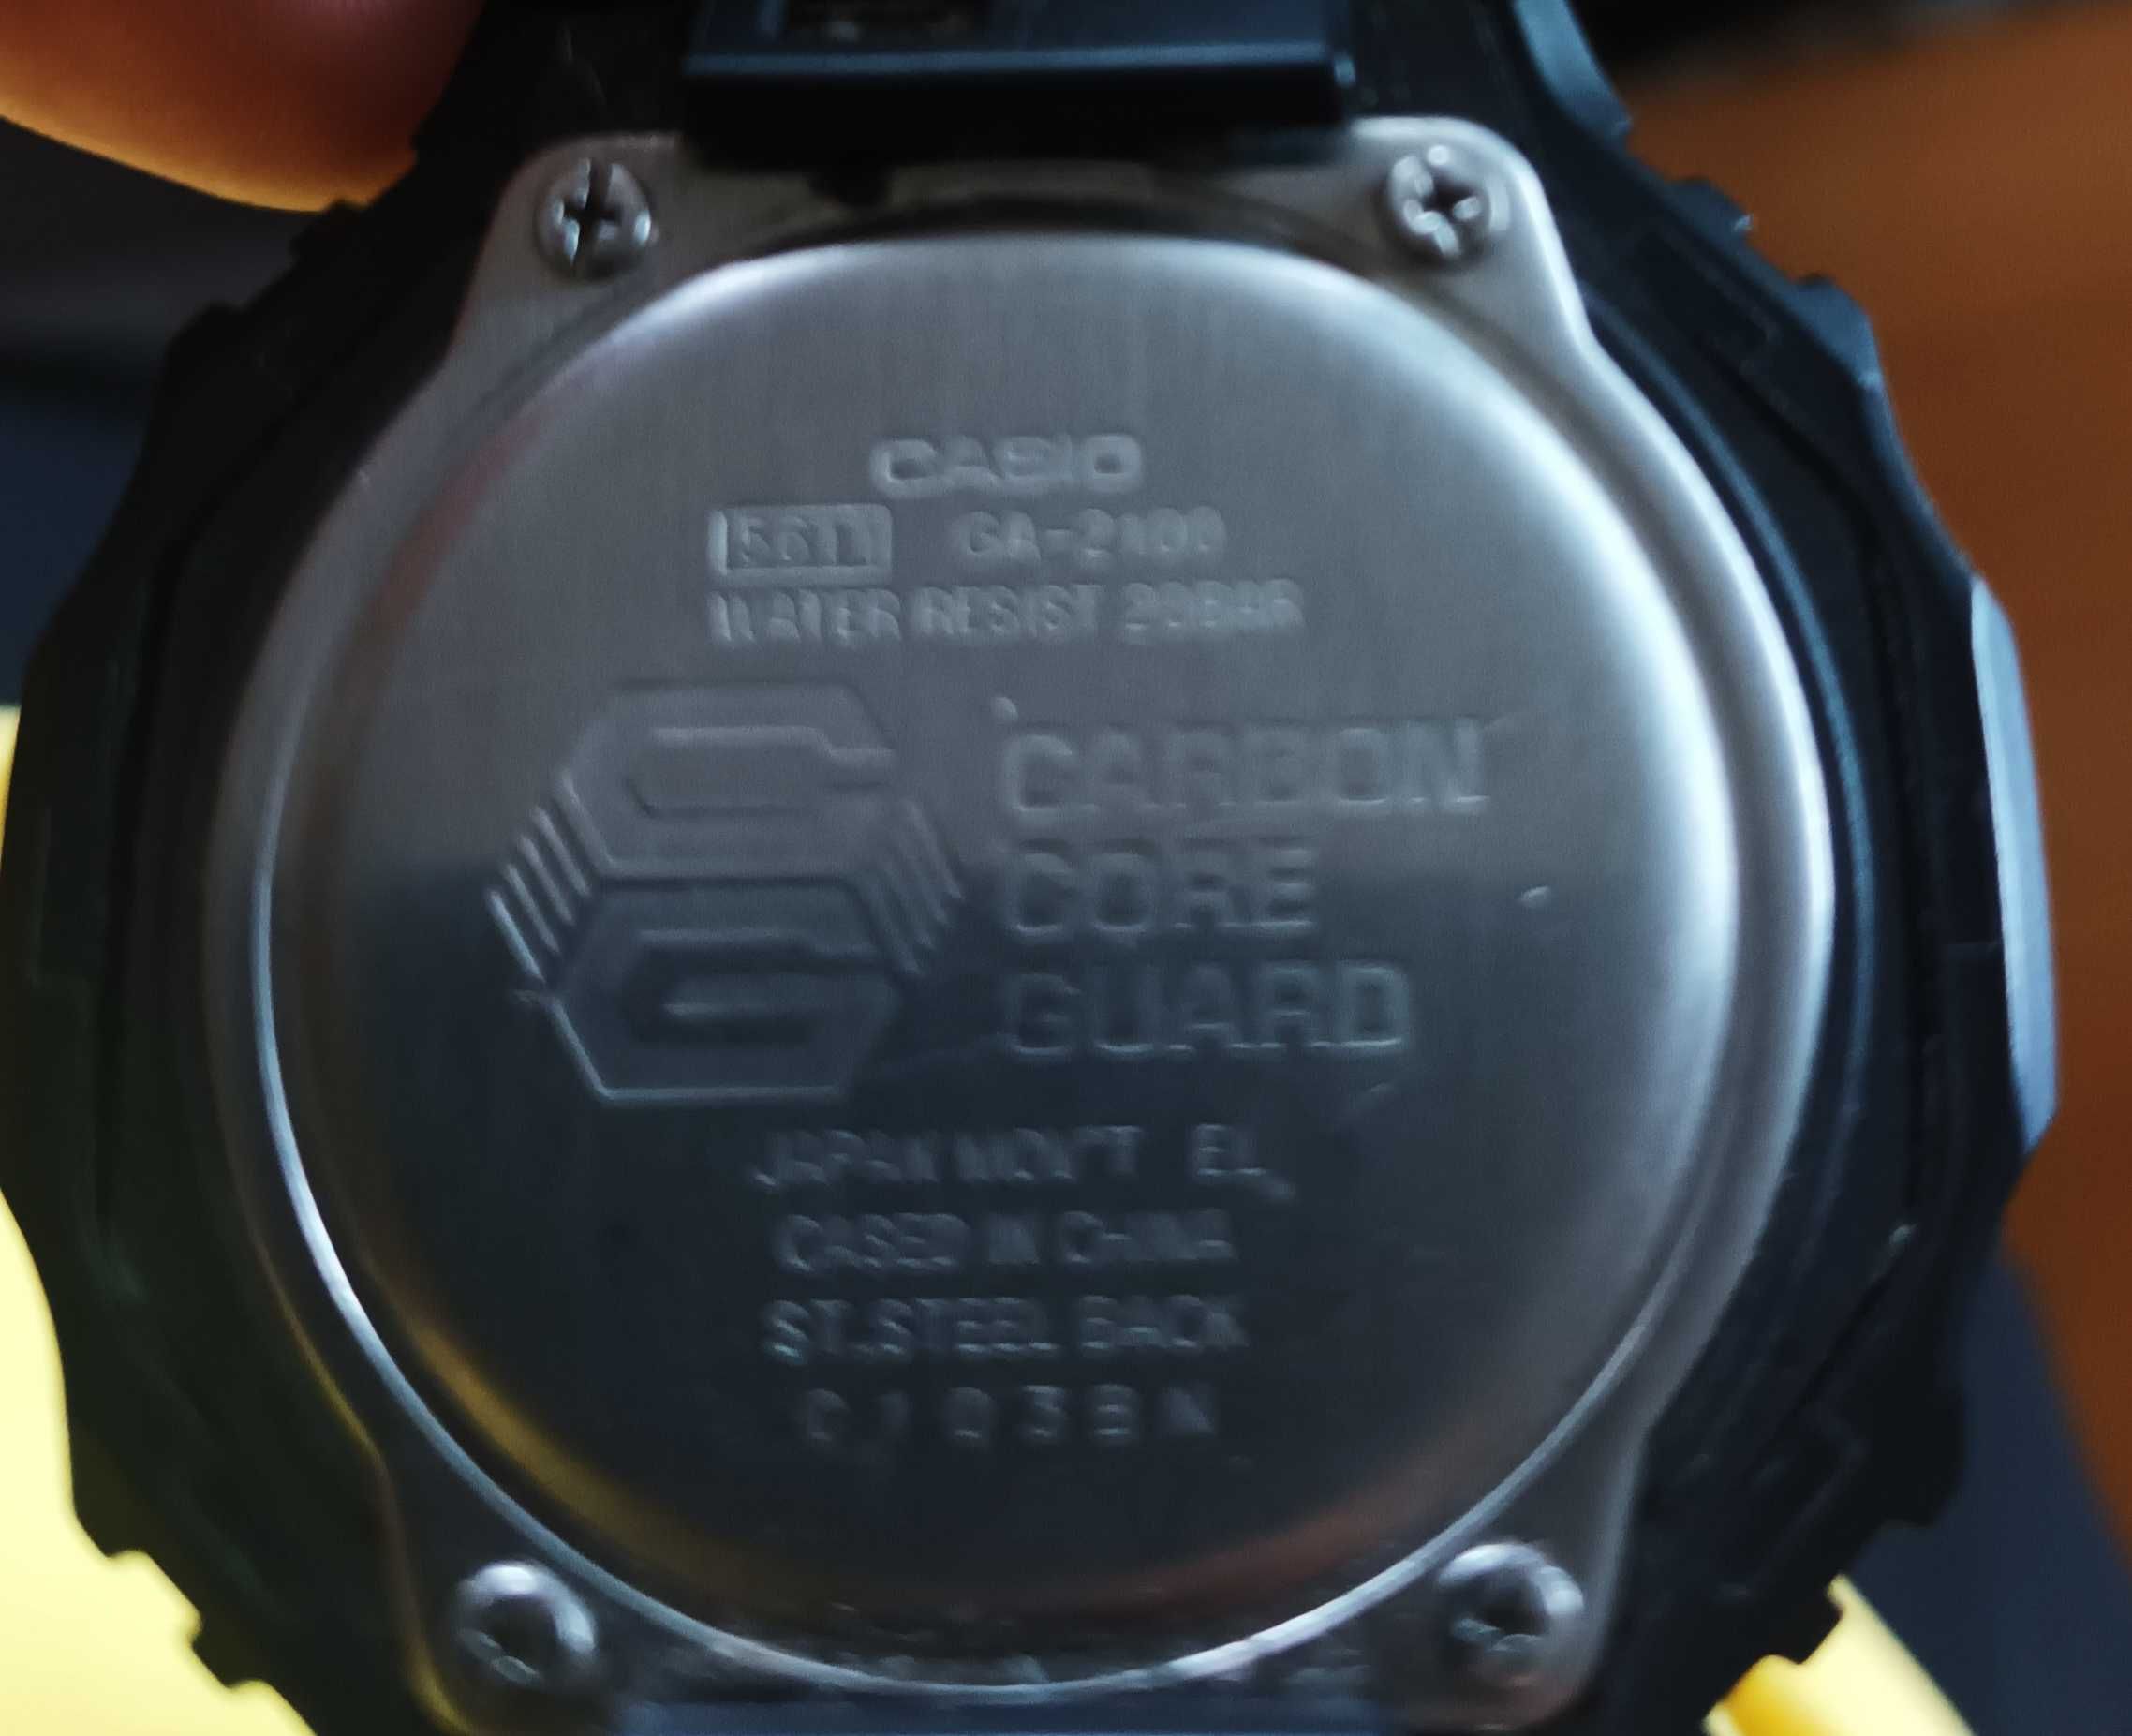 CASIO
5611 GA-2100
WATER RESIST 20BAR
CARBON
CORE
GUARD
JAPAN MOV'T EL
CASED IN CHINA
ST.STEEL BACK